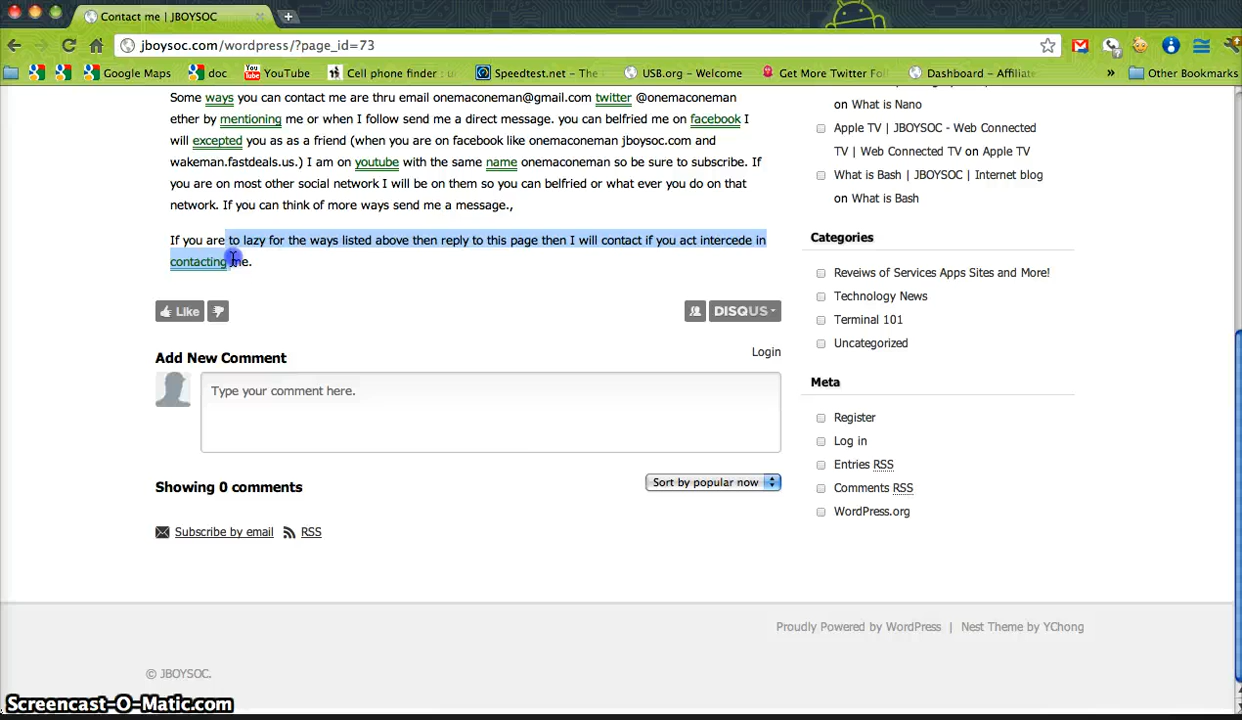 Contact me | JBOYSOC
jboysoc.com/wordpress/?page_id=73
Google Maps doc YouTube Cell phone finder : u Speedtest.net - The USB.org - Welcome Get More Twitter Fol Dashboard - Affiliate » Other Bookmarks
Some ways you can contact me are thru email onemaconeman@gmail.com twitter @onemaconeman
ether by mentioning me or when I follow send me a direct message. you can belfried me on facebook I
will excepted you as as a friend (when you are on facebook like onemaconeman jboysoc.com and
wakeman.fastdeals.us.) I am on youtube with the same name onemaconeman so be sure to subscribe. If
you are on most other social network I will be on them so you can belfried or what ever you do on that
network. If you can think of more ways send me a message.,
If you are to lazy for the ways listed above then reply to this page then I will contact if you act intercede in
contacting me.
Like
DISQUS
Add New Comment
Login
Type your comment here.
Showing 0 comments
Sort by popular now
Subscribe by email RSS
on What is Nano
Apple TV | JBOYSOC - Web Connected
TV | Web Connected TV on Apple TV
What is Bash | JBOYSOC | Internet blog
on What is Bash
Categories
Reveiws of Services Apps Sites and More!
Technology News
Terminal 101
Uncategorized
Meta
Register
Log in
Entries RSS
Comments RSS
WordPress.org
Proudly Powered by WordPress | Nest Theme by YChong
© JBOYSOC.
Screencast-O-Matic.com